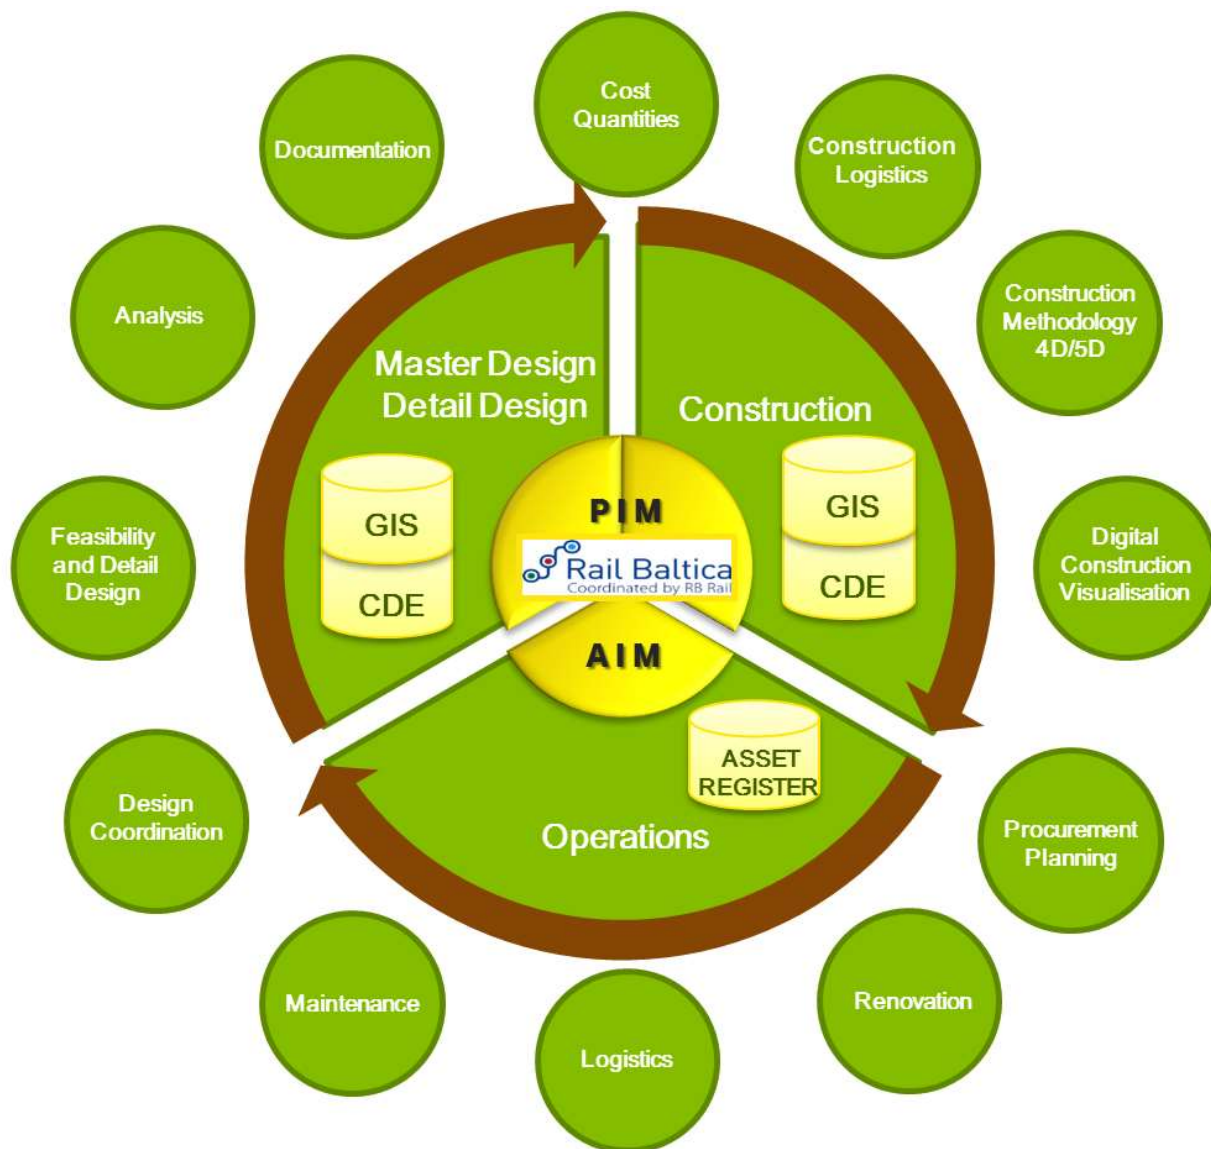 Cost
Quantities
Documentation
Construction
Logistics
Analysis
Construction
Methodology
4D/5D
Master Design
Detail Design
Construction
GIS
CDE
PIM
Rail Baltica
Coordinated by RB Rail
AIM
GIS
CDE
Feasibility
and Detail
Design
Digital
Construction
Visualisation
ASSET
REGISTER
Operations
Design
Coordination
Procurement
Planning
Maintenance
Logistics
Renovation